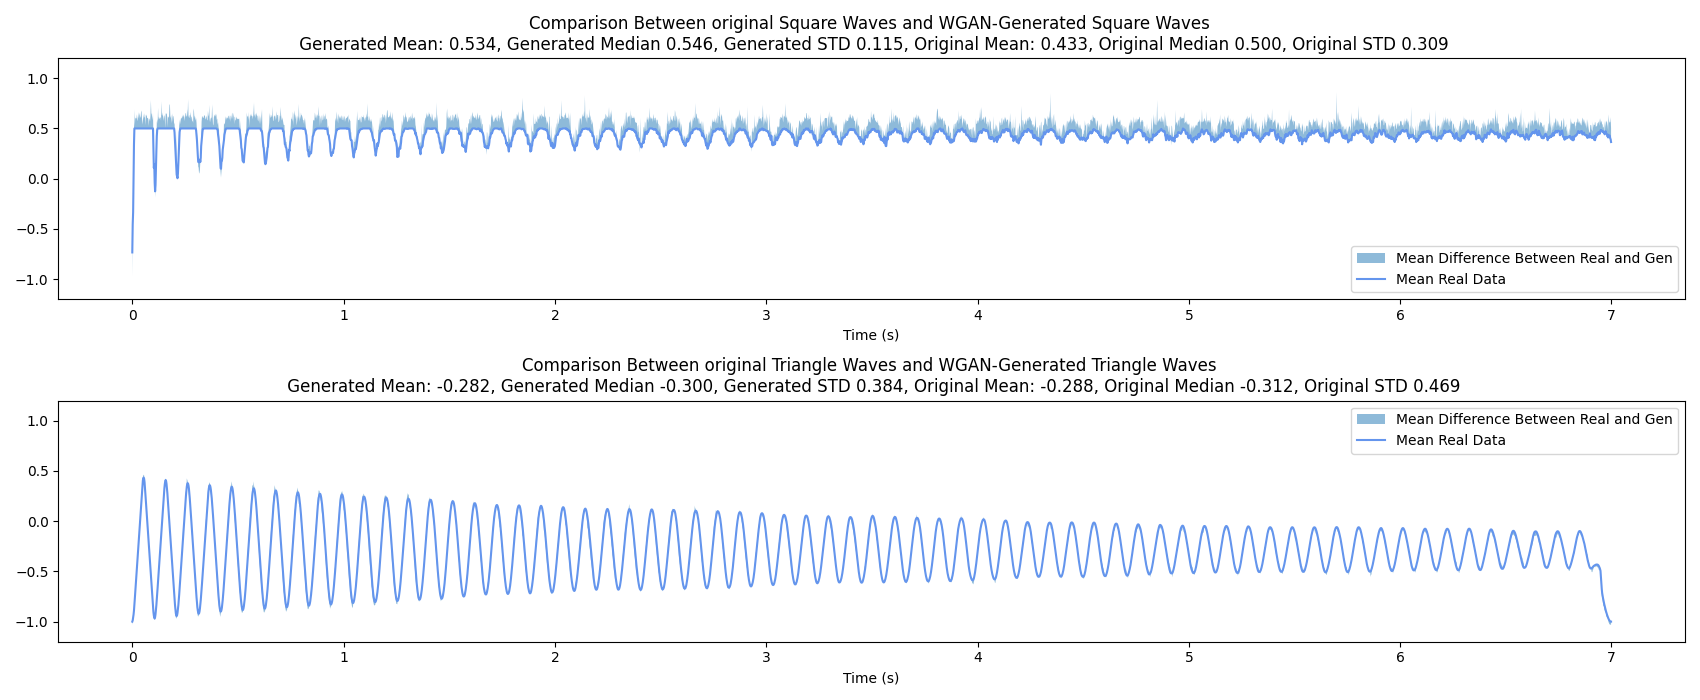 Comparison Between original Square Waves and WGAN-Generated Square Waves
Generated Mean: 0.534, Generated Median 0.546, Generated STD 0.115, Original Mean: 0.433, Original Median 0.500, Original STD 0.309
1.0
0.5
0.0
−0.5
−1.0
Mean Difference Between Real and Gen
Mean Real Data
0 1 2 3 4 5 6 7
Time (s)
Comparison Between original Triangle Waves and WGAN-Generated Triangle Waves
Generated Mean: -0.282, Generated Median -0.300, Generated STD 0.384, Original Mean: -0.288, Original Median -0.312, Original STD 0.469
Mean Difference Between Real and Gen
Mean Real Data
1.0
0.5
0.0
−0.5
−1.0
0 1 2 3 4 5 6 7
Time (s)